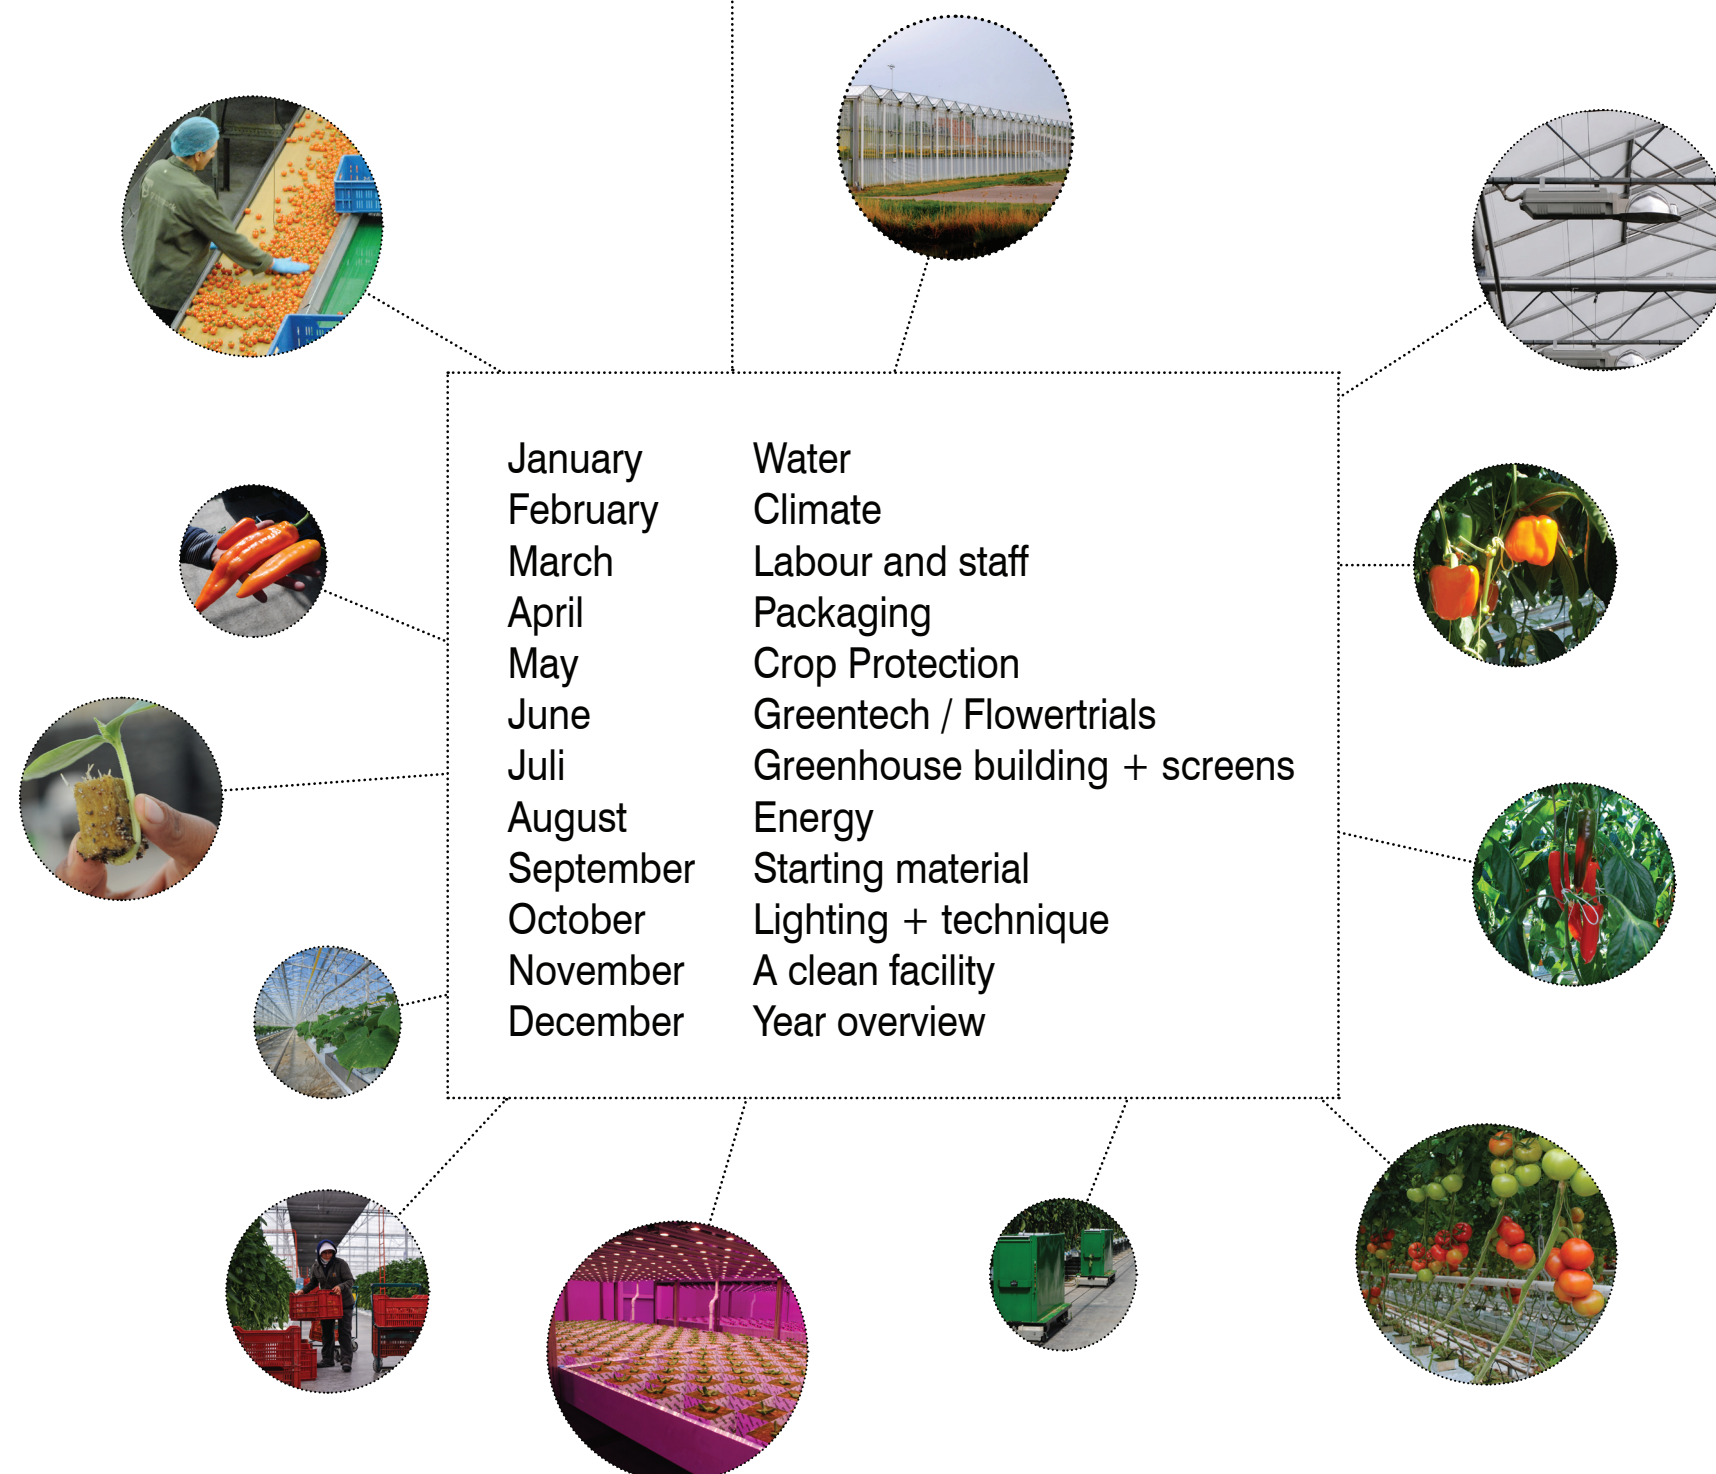 January Water
February Climate
March Labour and staff
April Packaging
May Crop Protection
June Greentech / Flowertrials
Juli Greenhouse building + screens
August Energy
September Starting material
October Lighting + technique
November A clean facility
December Year overview